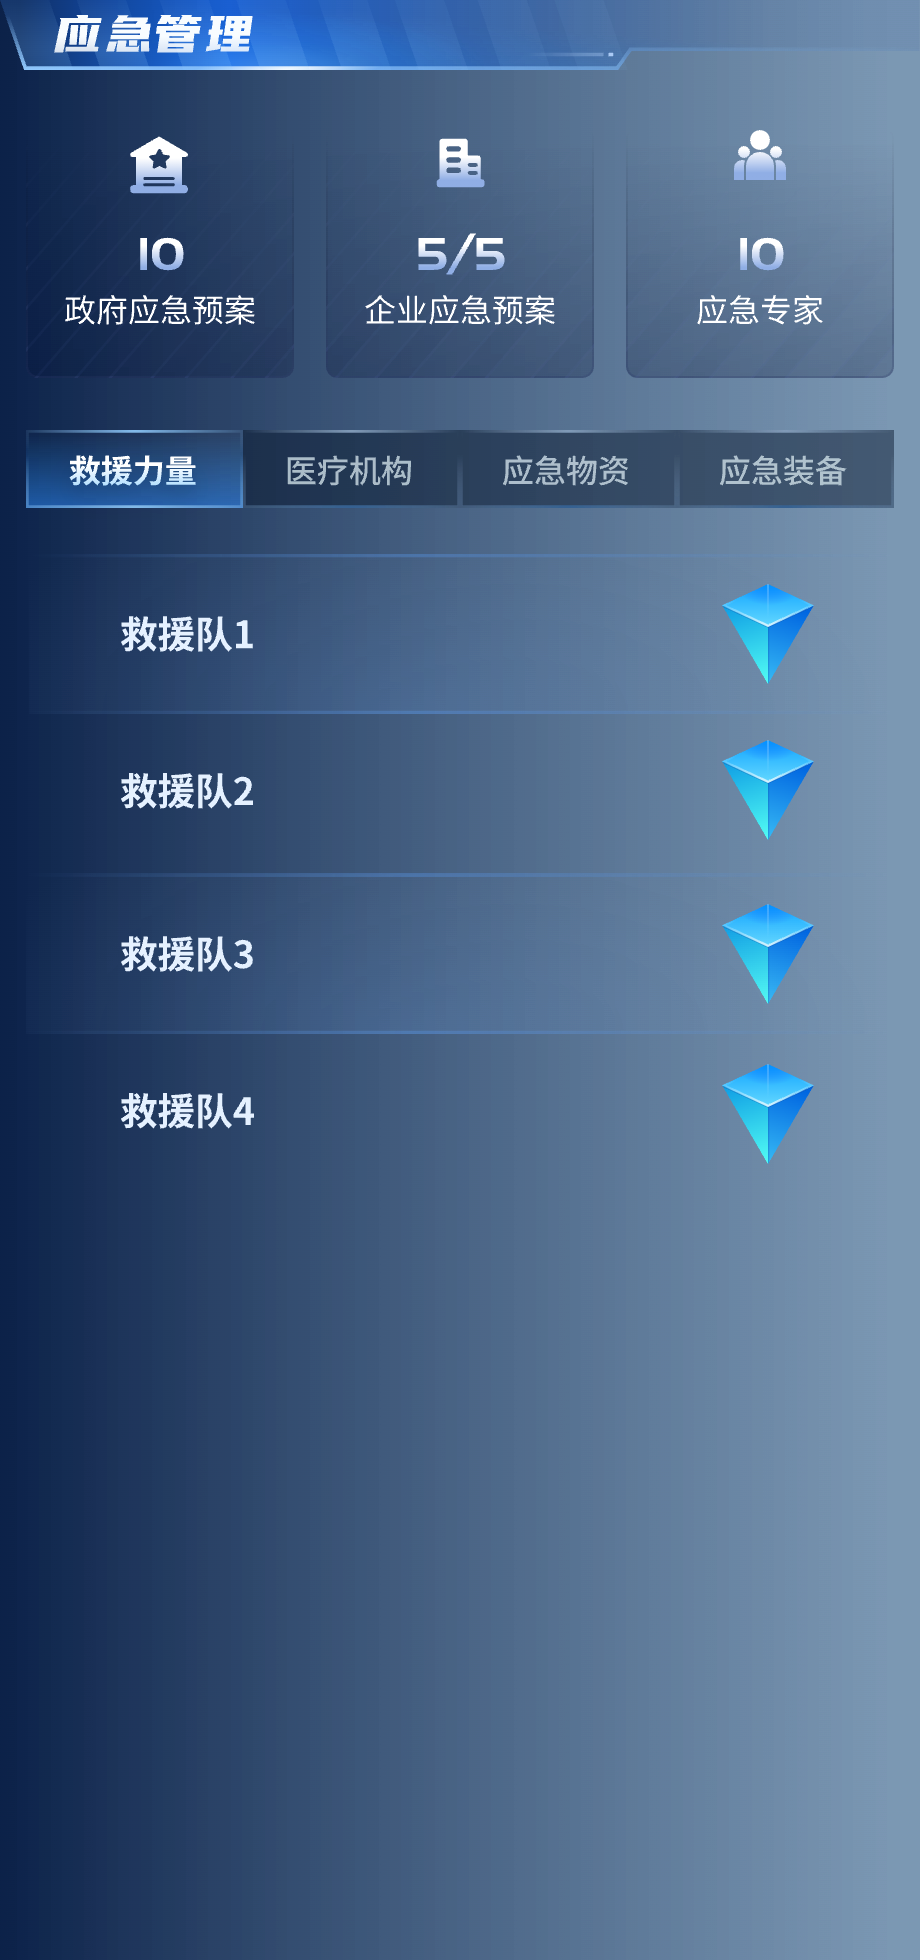 应急管理
10
5/5
10
政府应急预案
企业应急预案
应急专家
救援力量
医疗机构
应急物资
应急装备
救援队1
救援队2
救援队3
救援队4